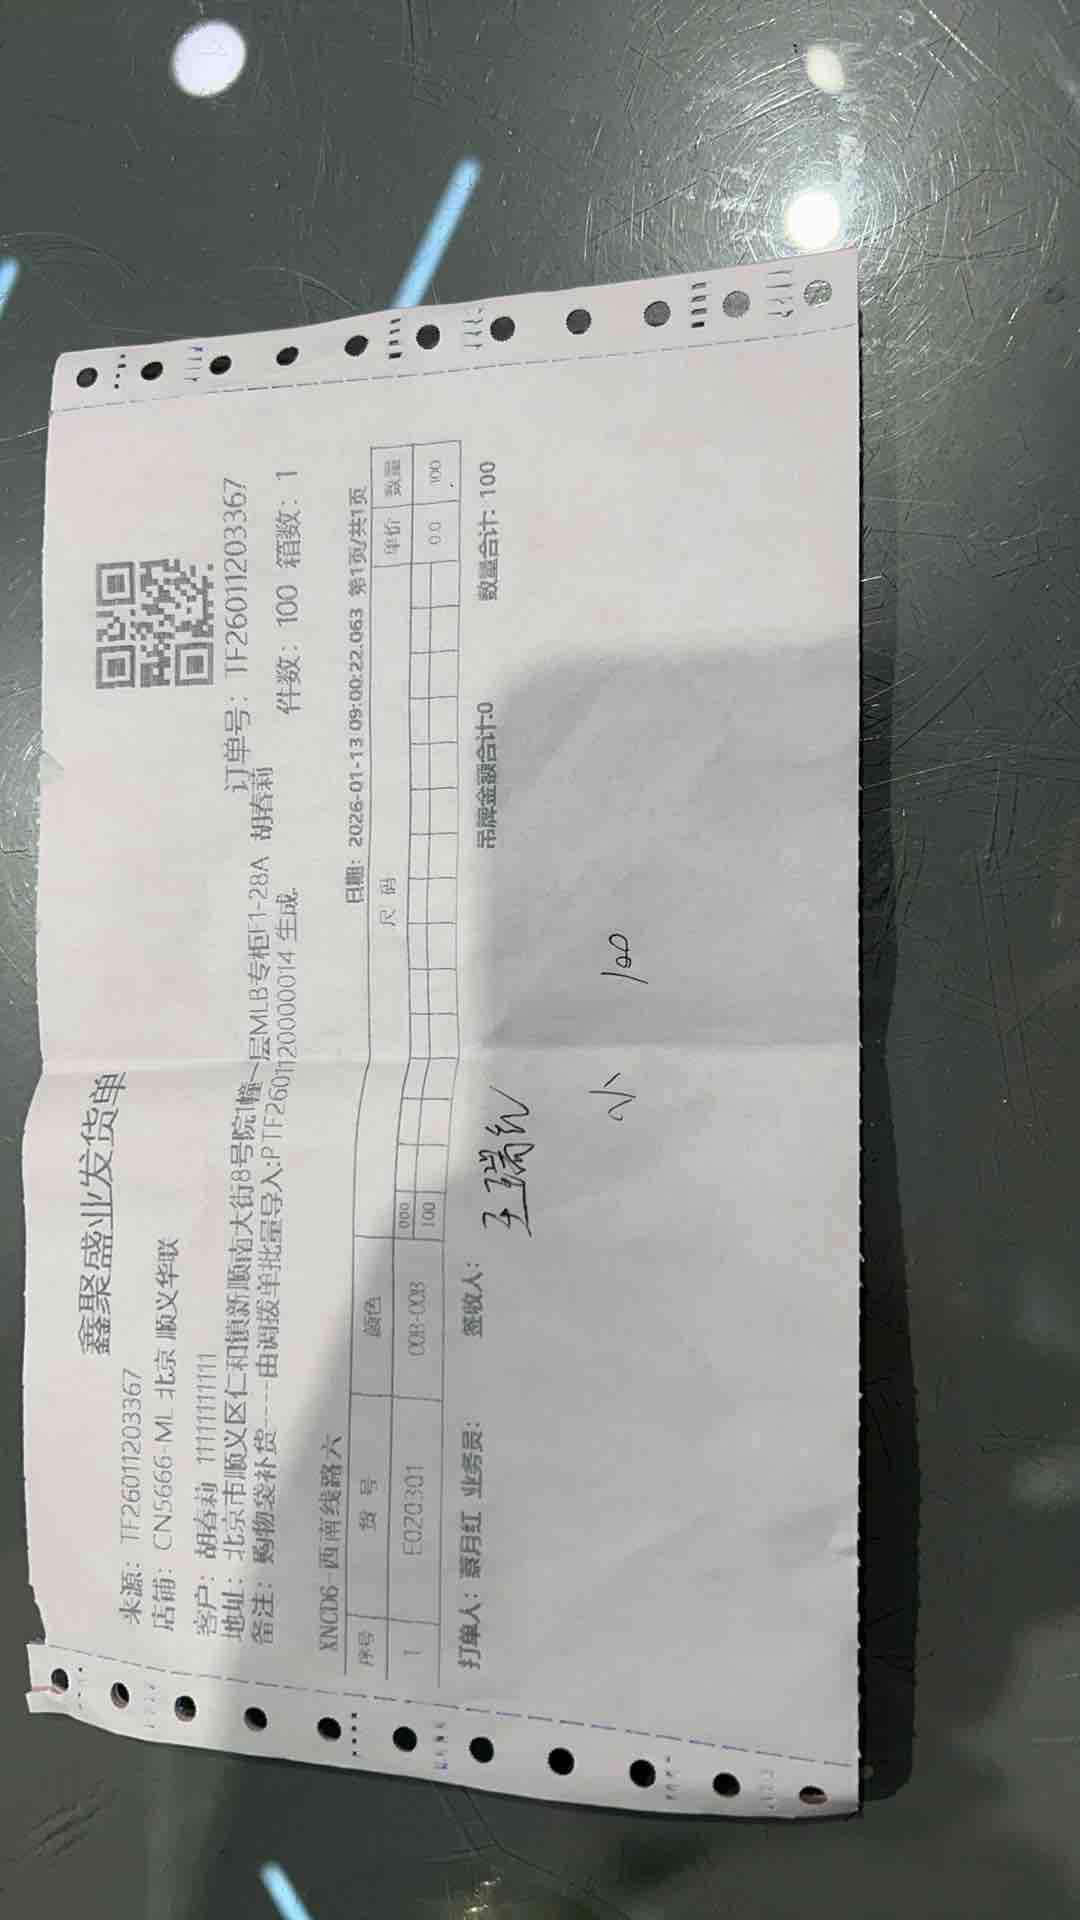 鑫聚盛业发货单
来源：TF26011203367 订单号：TF26011203367
店铺：CN5666-ML 北京 顺义华联
客户：胡春莉 11111111111
地址：北京市顺义区仁和镇新顺南大街8号院1幢一层MLB专柜F1-28A 胡春莉
备注：购物袋补货----由调拨单批量导入:PTF2601120000014 生成. 件数：100 箱数：1
XNCD6-西南线路六 日期：2026-01-13 09:00:22.063 第1页/共1页
序号 货 号 颜色 尺 码 单价 数量
000
1 E020301 00B-00B 100 0.0 100
打单人：蔡月红 业务员： 签收人： 吊牌金额合计:0 数量合计: 100
小 100